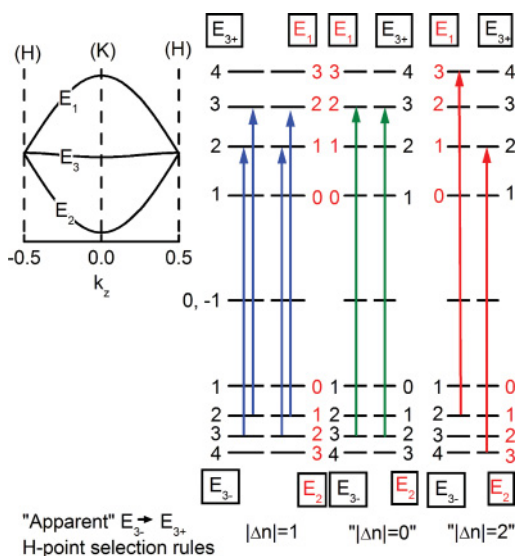 E3+ E1 E1 E3+ E1 E3+
(H) (K) (H)
4 3 3 4 3 4
3 2 2 3 2 3
2 1 1 2 1 2
1 0 0 1 0 1
E1
E3
E2
-0.5 0.0 0.5
kz
0, -1
1 0 1 0 1 0
2 1 2 1 2 1
3 2 3 2 3 2
4 3 4 3 4 3
E3- E2 E3- E2 E3- E2
"Apparent" E3- → E3+
H-point selection rules
|Δn|=1 "|Δn|=0" "|Δn|=2"